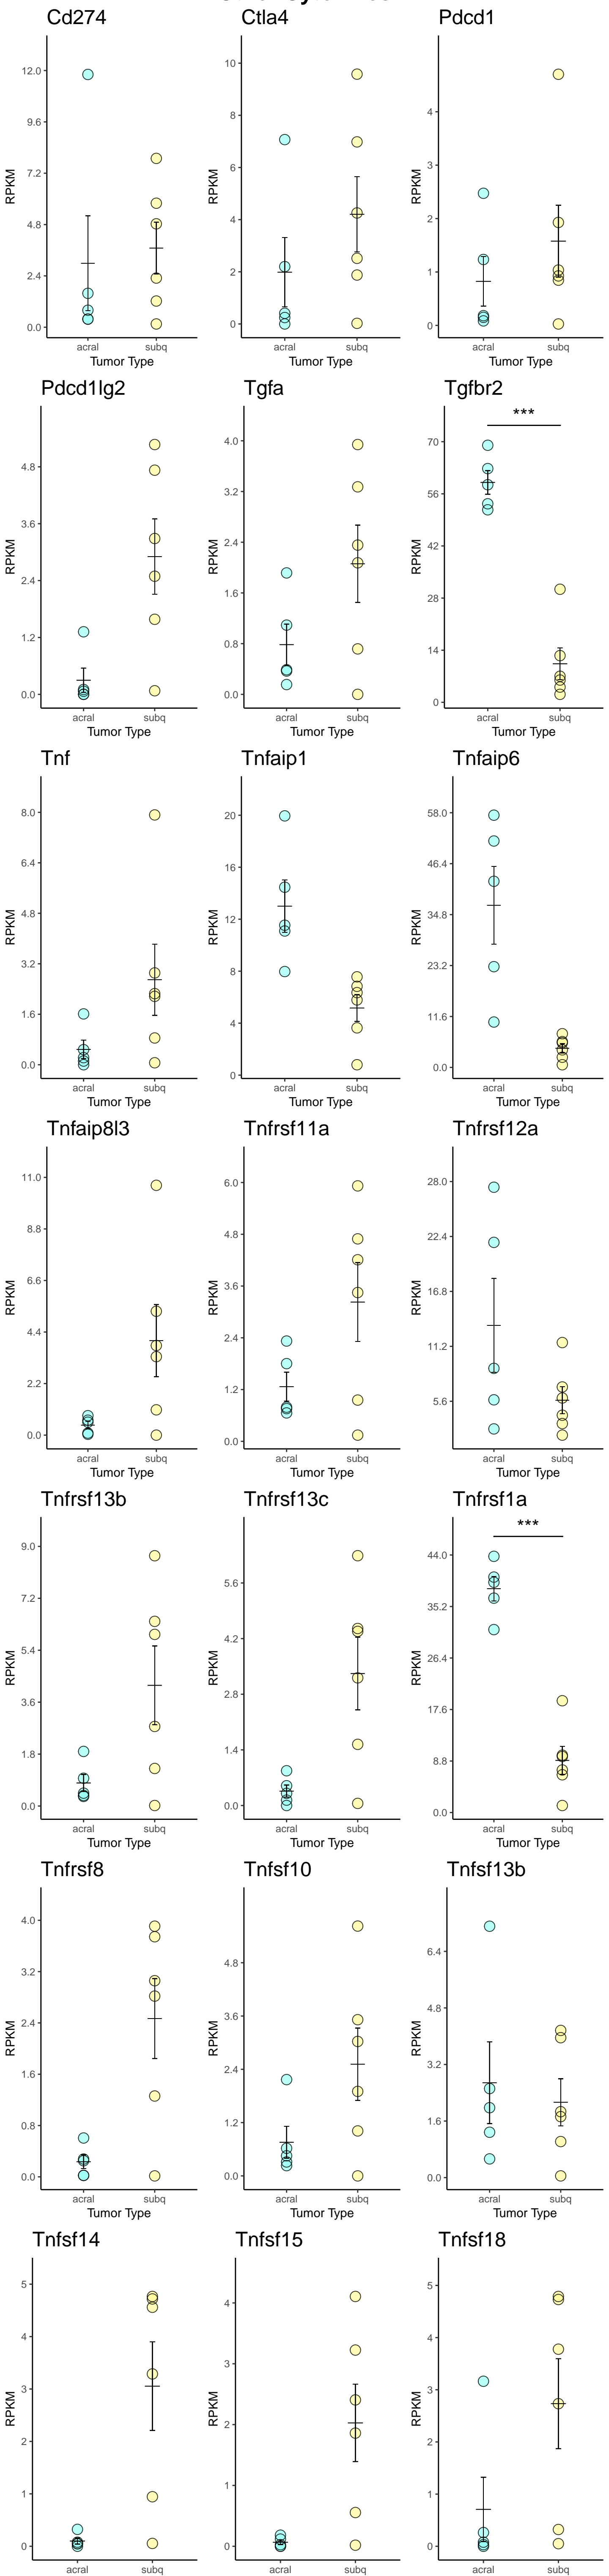 Cd274 Ctla4 Pdcd1
12.0
9.6
7.2
4.8
2.4
0.0
RPKM
acral subq
Tumor Type
10
8
6
4
2
0
RPKM
acral subq
Tumor Type
4
3
2
1
0
RPKM
acral subq
Tumor Type
Pdcd1lg2 Tgfa Tgfbr2
4.8
3.6
2.4
1.2
0.0
RPKM
acral subq
Tumor Type
4.0
3.2
2.4
1.6
0.8
0.0
RPKM
acral subq
Tumor Type
***
70
56
42
28
14
0
RPKM
acral subq
Tumor Type
Tnf Tnfaip1 Tnfaip6
8.0
6.4
4.8
3.2
1.6
0.0
RPKM
acral subq
Tumor Type
20
16
12
8
4
0
RPKM
acral subq
Tumor Type
58.0
46.4
34.8
23.2
11.6
0.0
RPKM
acral subq
Tumor Type
Tnfaip8l3 Tnfrsf11a Tnfrsf12a
11.0
8.8
6.6
4.4
2.2
0.0
RPKM
acral subq
Tumor Type
6.0
4.8
3.6
2.4
1.2
0.0
RPKM
acral subq
Tumor Type
28.0
22.4
16.8
11.2
5.6
RPKM
acral subq
Tumor Type
Tnfrsf13b Tnfrsf13c Tnfrsf1a
9.0
7.2
5.4
3.6
1.8
0.0
RPKM
acral subq
Tumor Type
5.6
4.2
2.8
1.4
0.0
RPKM
acral subq
Tumor Type
***
44.0
35.2
26.4
17.6
8.8
0.0
RPKM
acral subq
Tumor Type
Tnfrsf8 Tnfsf10 Tnfsf13b
4.0
3.2
2.4
1.6
0.8
0.0
RPKM
acral subq
Tumor Type
4.8
3.6
2.4
1.2
0.0
RPKM
acral subq
Tumor Type
6.4
4.8
3.2
1.6
0.0
RPKM
acral subq
Tumor Type
Tnfsf14 Tnfsf15 Tnfsf18
5
4
3
2
1
0
RPKM
acral subq
4
3
2
1
0
RPKM
acral subq
5
4
3
2
1
0
RPKM
acral subq